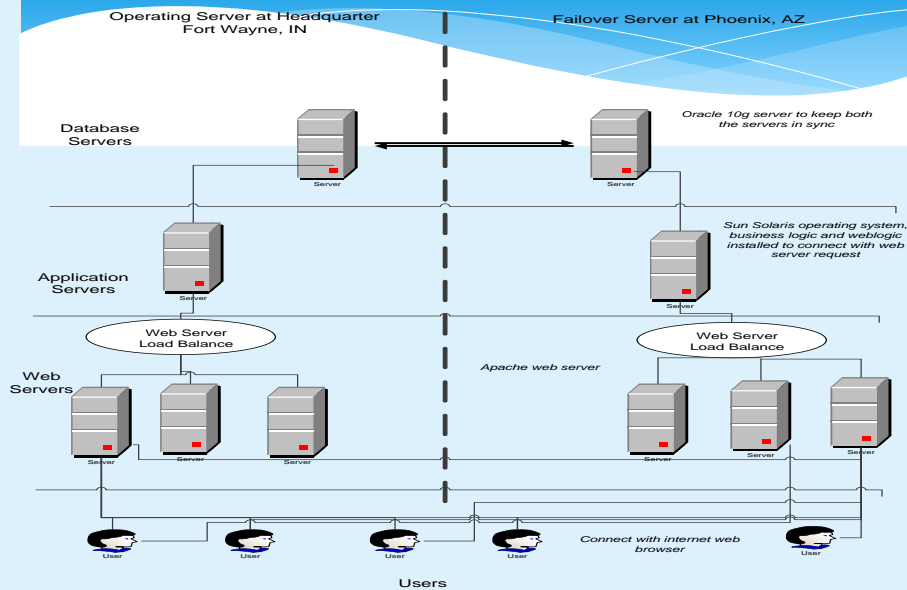 Operating Server at Headquarter
Fort Wayne, IN
Failover Server at Phoenix, AZ
Database
Servers
Server
Server
Oracle 10g server to keep both
the servers in sync
Application
Servers
Server
Server
Sun Solaris operating system,
business logic and weblogic
installed to connect with web
server request
Web Server
Load Balance
Web Server
Load Balance
Web
Servers
Apache web server
Server
Server
Server
Server
Server
Server
User
User
User
User
User
Connect with internet web
browser
Users